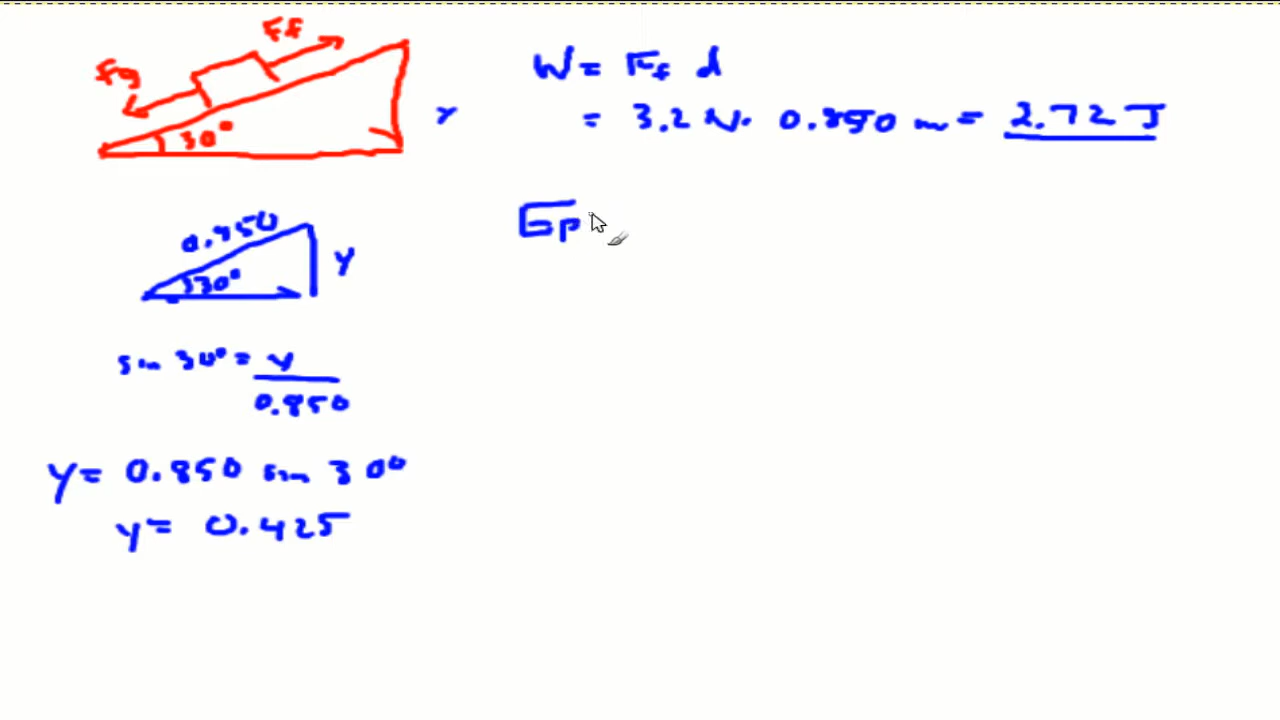 Ff
Fg
30°
Y
W = Ff d
= 3.2 N · 0.850 m = 2.72 J
0.850
30°
y
Ep
sin 30° = y
0.850
y = 0.850 sin 30°
y = 0.425